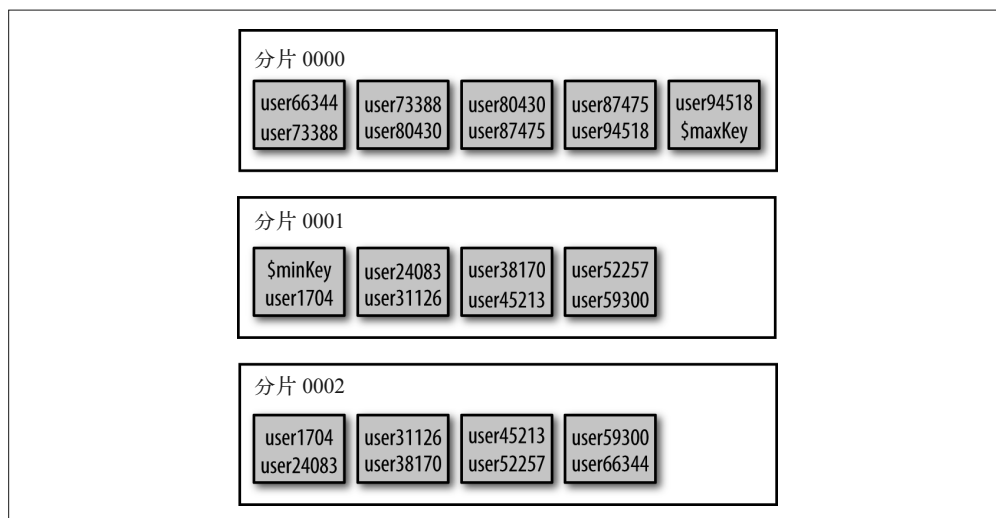 分片 0000
user66344
user73388
user73388
user80430
user80430
user87475
user87475
user94518
user94518
$maxKey
分片 0001
$minKey
user1704
user24083
user31126
user38170
user45213
user52257
user59300
分片 0002
user1704
user24083
user31126
user38170
user45213
user52257
user59300
user66344